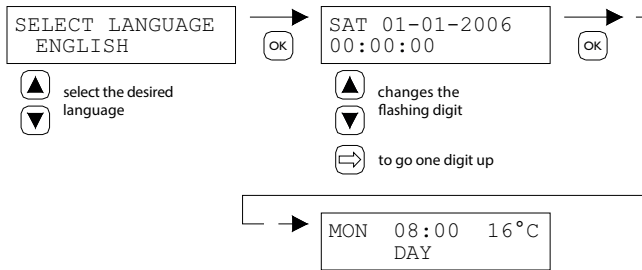 SELECT LANGUAGE
ENGLISH
OK
SAT 01-01-2006
00:00:00
OK
select the desired
language
changes the
flashing digit
to go one digit up
MON 08:00 16°C
DAY